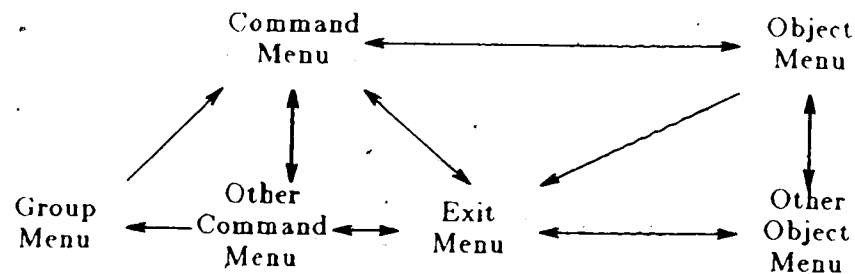 Command
Menu
Object
Menu
Group
Menu
Other
Command
Menu
Exit
Menu
Other
Object
Menu